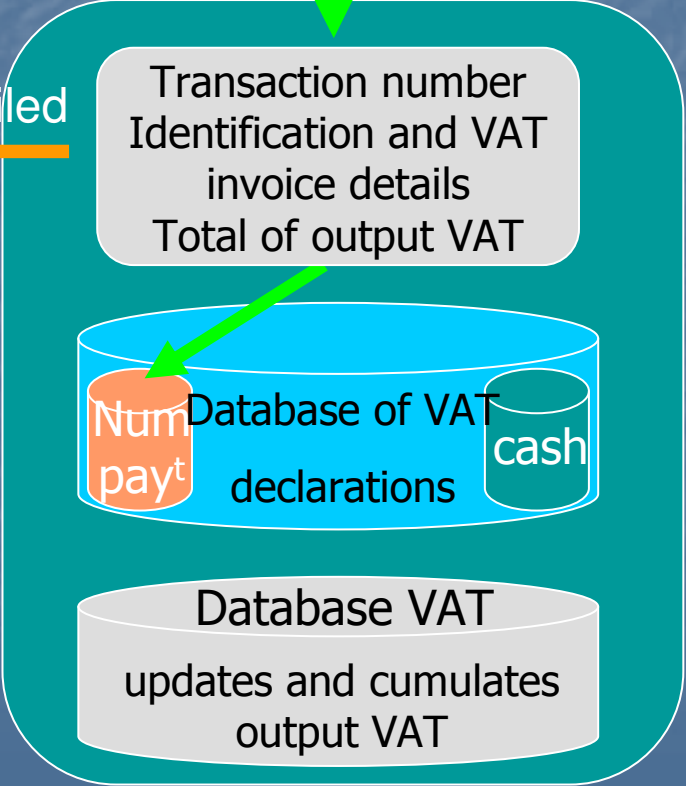 Transaction number
Identification and VAT
invoice details
Total of output VAT
Num
payᵗ
Database of VAT
declarations
cash
Database VAT
updates and cumulates
output VAT